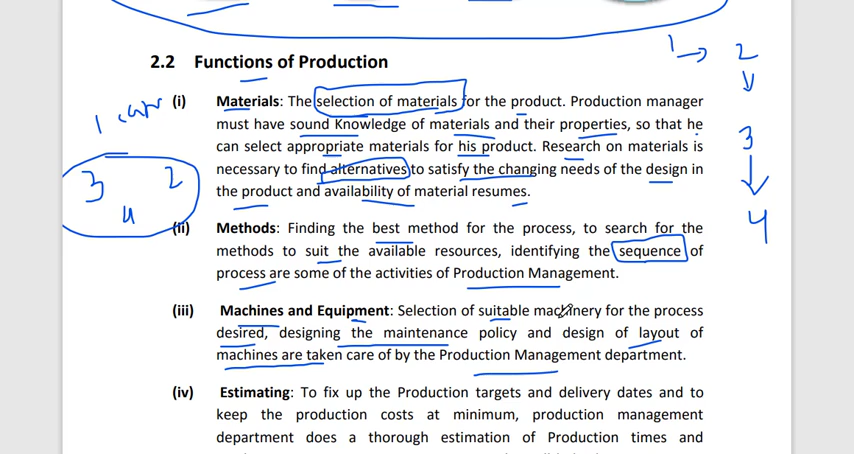 2.2 Functions of Production
1 → 2
(i) Materials: The selection of materials for the product. Production manager
1 car
must have sound Knowledge of materials and their properties, so that he
3
can select appropriate materials for his product. Research on materials is
necessary to find alternatives to satisfy the changing needs of the design in
3 2
the product and availability of material resumes.
4
4
(ii) Methods: Finding the best method for the process, to search for the
methods to suit the available resources, identifying the sequence of
process are some of the activities of Production Management.
(iii) Machines and Equipment: Selection of suitable machinery for the process
desired, designing the maintenance policy and design of layout of
machines are taken care of by the Production Management department.
(iv) Estimating: To fix up the Production targets and delivery dates and to
keep the production costs at minimum, production management
department does a thorough estimation of Production times and